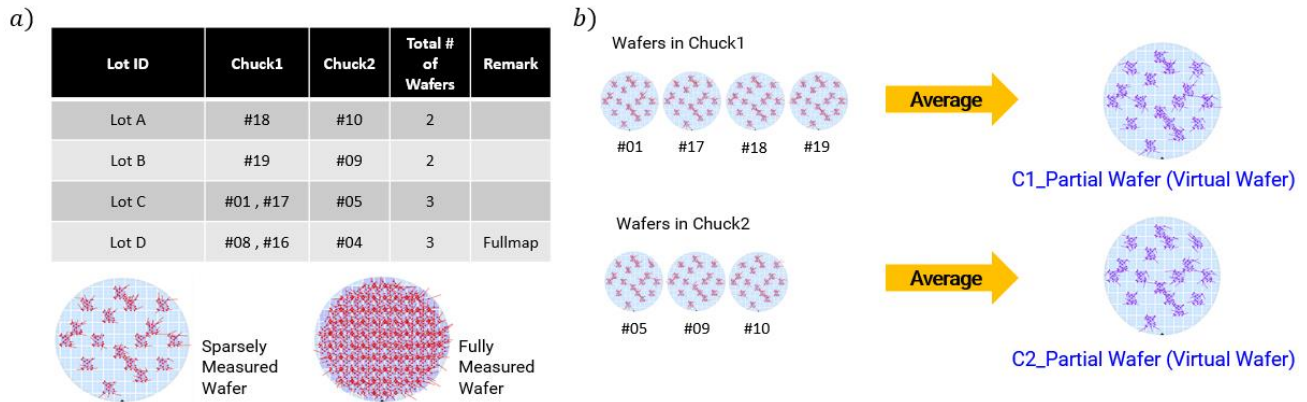 a)
Lot ID Chuck1 Chuck2 Total # of Wafers Remark
Lot A #18 #10 2
Lot B #19 #09 2
Lot C #01 , #17 #05 3
Lot D #08 , #16 #04 3 Fullmap
Sparsely
Measured
Wafer
Fully
Measured
Wafer
b)
Wafers in Chuck1
#01 #17 #18 #19
Average
C1_Partial Wafer (Virtual Wafer)
Wafers in Chuck2
#05 #09 #10
Average
C2_Partial Wafer (Virtual Wafer)